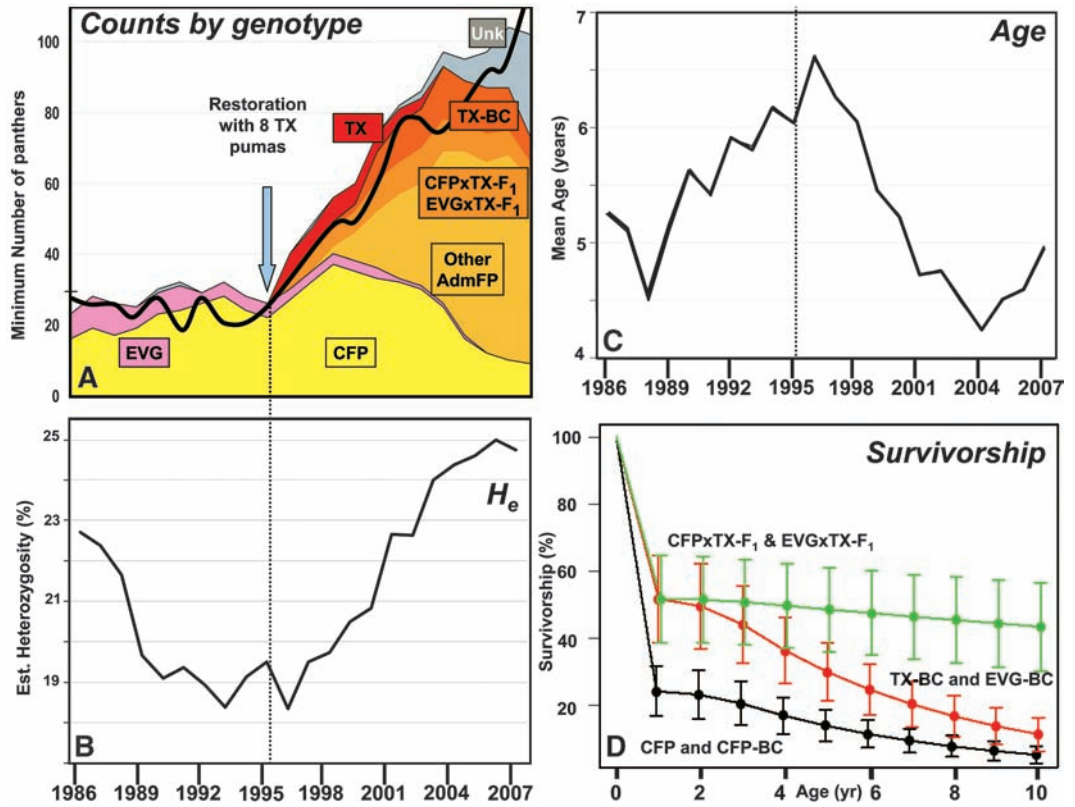 Counts by genotype
Unk
Restoration
with 8 TX
pumas
TX
TX-BC
CFPxTX-F1
EVGxTX-F1
Other
AdmFP
EVG
CFP
A
Minimum Number of panthers
100
80
60
40
20
0
Age
7
6
5
4
Mean Age (years)
C
1986
1989
1992
1995
1998
2001
2004
2007
He
25
23
21
19
Est. Heterozygosity (%)
B
1986
1989
1992
1995
1998
2001
2004
2007
Survivorship
100
80
60
40
20
Survivorship (%)
CFPxTX-F1 & EVGxTX-F1
TX-BC and EVG-BC
CFP and CFP-BC
D
0
2
4
Age (yr)
6
8
10